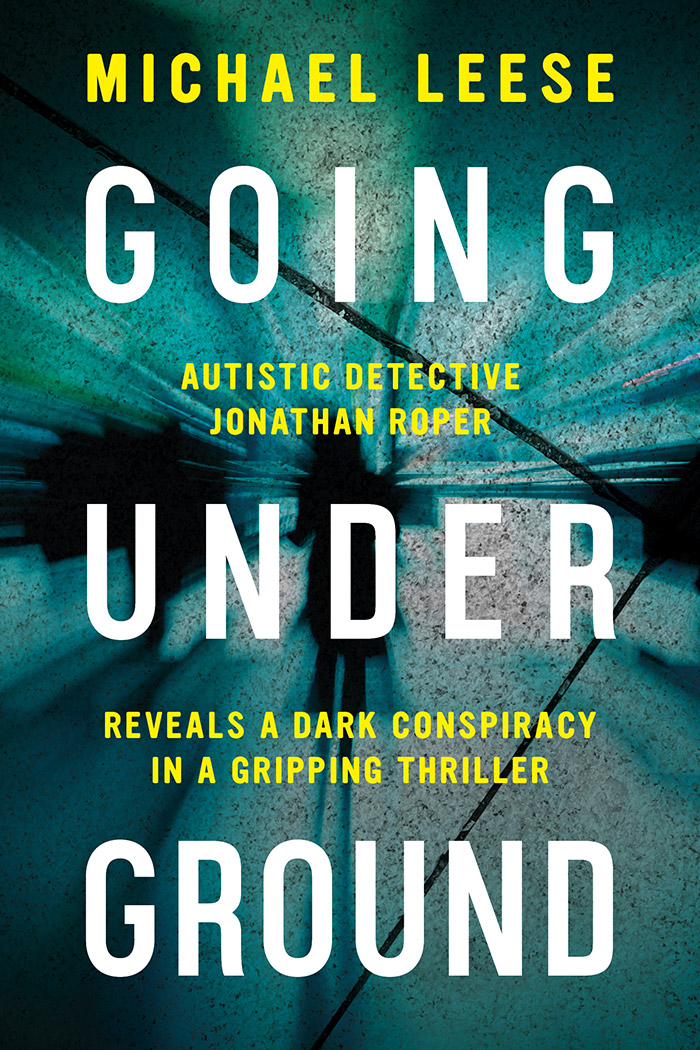 MICHAEL LEESE
GOING
AUTISTIC DETECTIVE
JONATHAN ROPER
UNDER
REVEALS A DARK CONSPIRACY
IN A GRIPPING THRILLER
GROUND